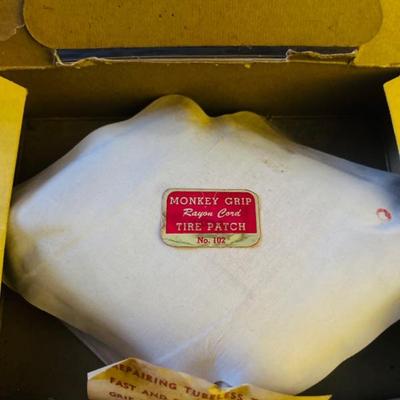 MONKEY GRIP
Rayon Cord
TIRE PATCH
No. 102
REPAIRING TUBELESS
FAST AND